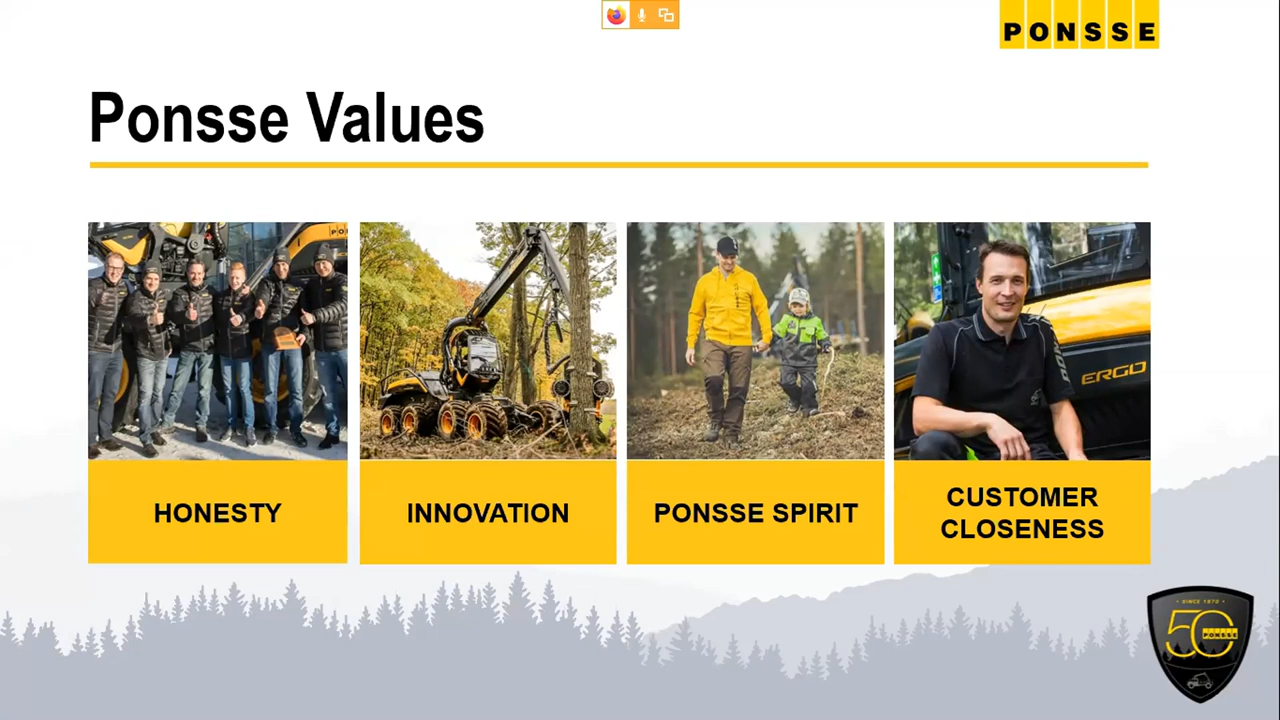 PONSSE
Ponsse Values
HONESTY
INNOVATION
PONSSE SPIRIT
CUSTOMER
CLOSENESS
ERGO
• SINCE 1970 •
50
PONSSE